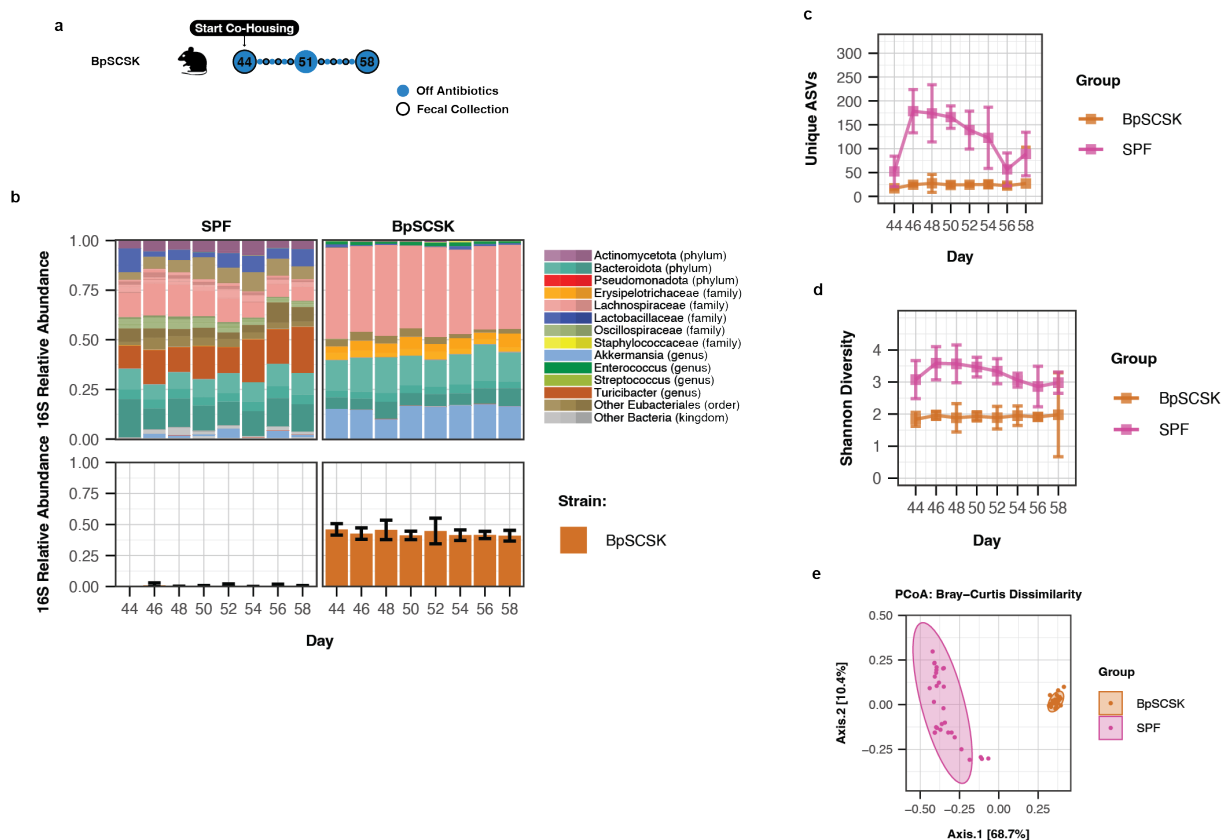 a
Start Co-Housing
BpSCSK
44
51
58
Off Antibiotics
Fecal Collection
b
SPF
BpSCSK
16S Relative Abundance
1.00
0.75
0.50
0.25
0.00
Actinomycetota (phylum)
Bacteroidota (phylum)
Pseudomonadota (phylum)
Erysipelotrichaceae (family)
Lachnospiraceae (family)
Lactobacillaceae (family)
Oscillospiraceae (family)
Staphylococcaceae (family)
Akkermansia (genus)
Enterococcus (genus)
Streptococcus (genus)
Turicibacter (genus)
Other Eubacteriales (order)
Other Bacteria (kingdom)
16S Relative Abundance
1.00
0.75
0.50
0.25
0.00
44 46 48 50 52 54 56 58
44 46 48 50 52 54 56 58
Day
Strain:
BpSCSK
c
Unique ASVs
300
250
200
150
100
50
0
44 46 48 50 52 54 56 58
Day
Group
BpSCSK
SPF
d
Shannon Diversity
4
3
2
1
0
44 46 48 50 52 54 56 58
Day
Group
BpSCSK
SPF
e
PCoA: Bray–Curtis Dissimilarity
Axis.2 [10.4%]
0.50
0.25
0.00
−0.25
−0.50 −0.25 0.00 0.25
Axis.1 [68.7%]
Group
BpSCSK
SPF